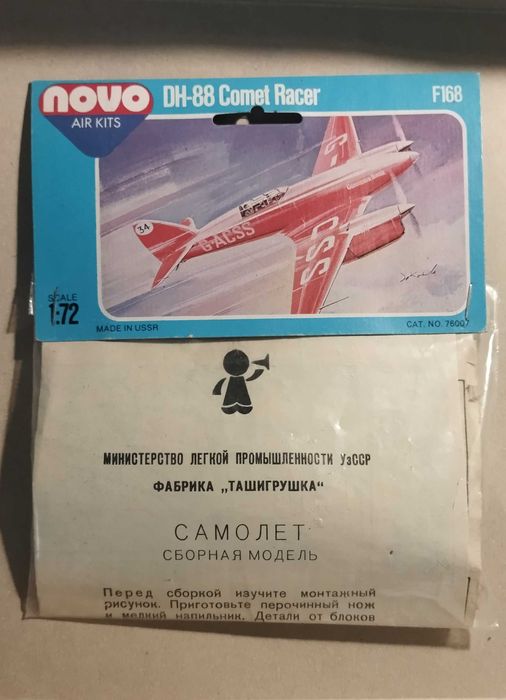 novo
AIR KITS
DH-88 Comet Racer
F168
34
G-ACSS
G-
CSS
SCALE
1:72
MADE IN USSR
CAT. NO. 76007
МИНИСТЕРСТВО ЛЕГКОЙ ПРОМЫШЛЕННОСТИ УзССР
ФАБРИКА „ТАШИГРУШКА“
САМОЛЕТ
СБОРНАЯ МОДЕЛЬ
Перед сборкой изучите монтажный
рисунок. Приготовьте перочинный нож
и мелкий напильник. Детали от блоков